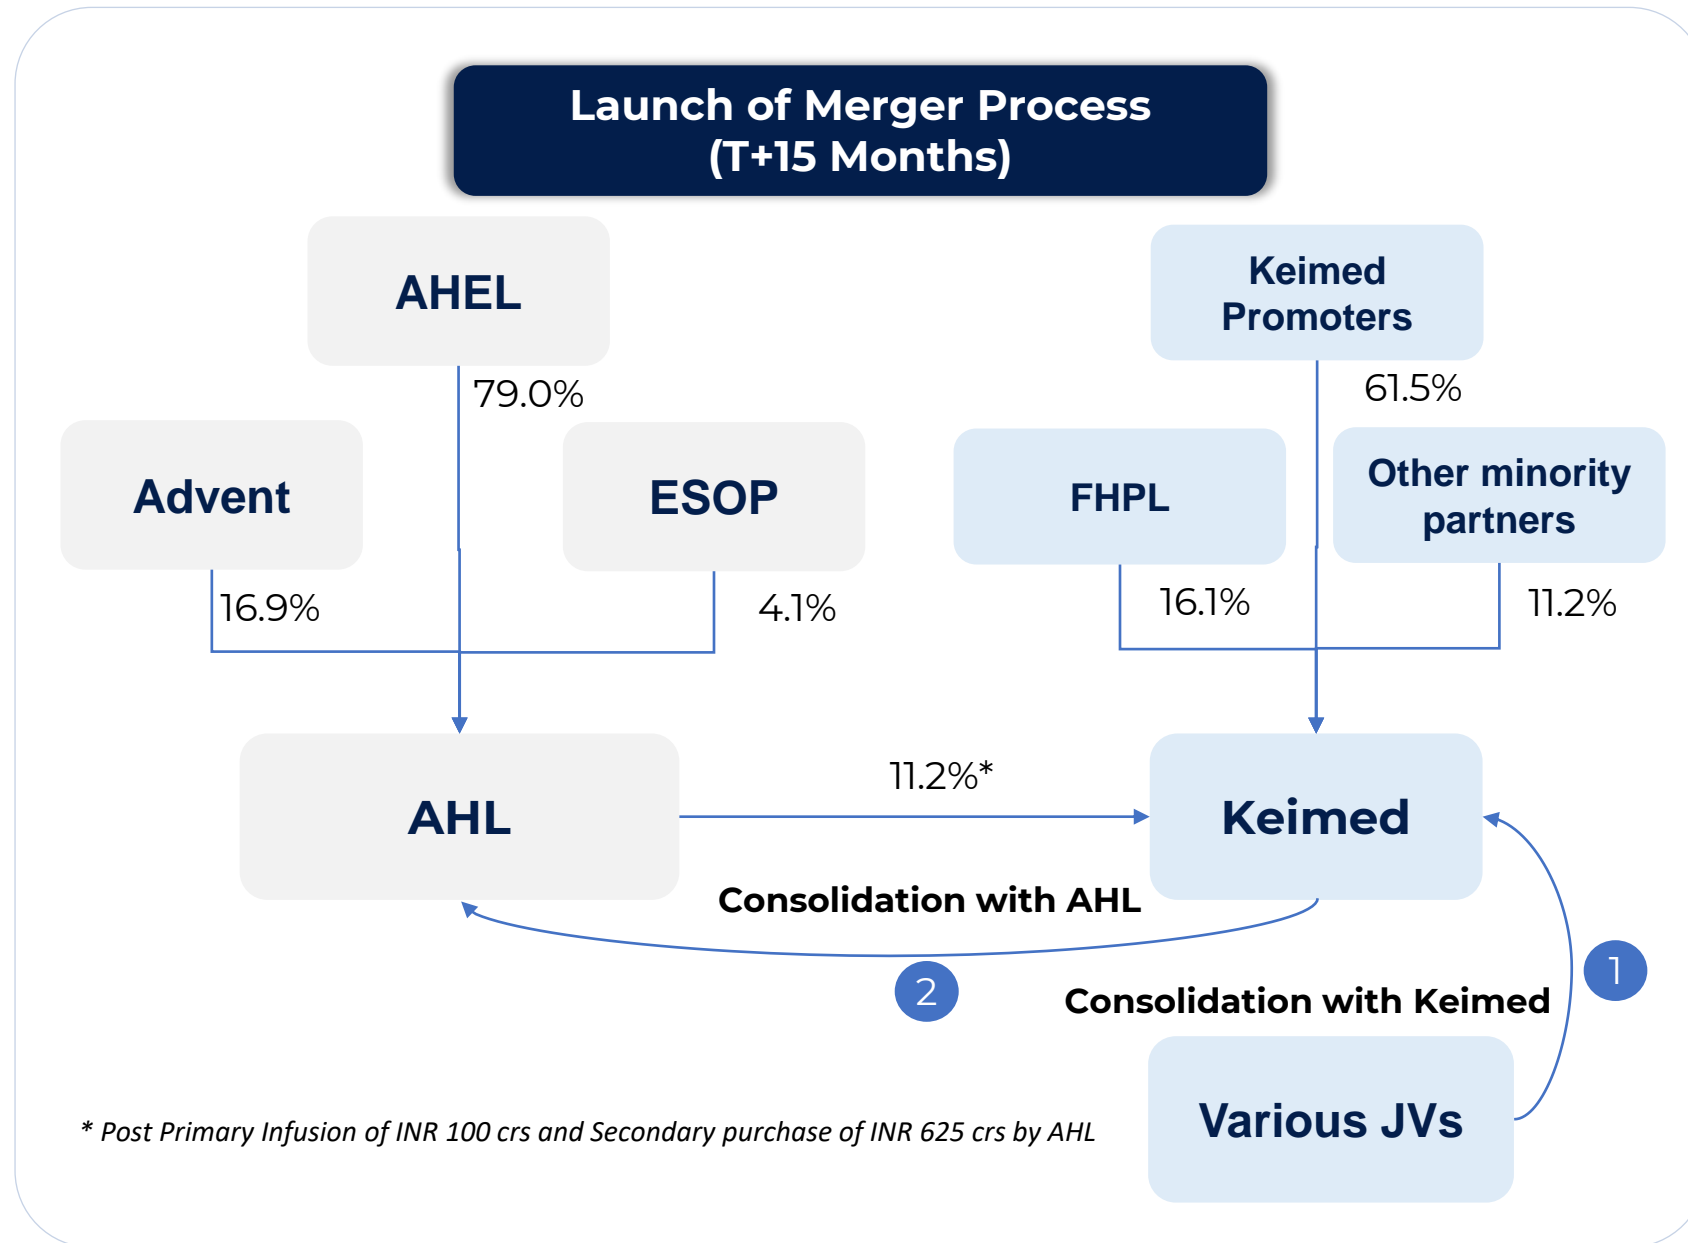 Launch of Merger Process
(T+15 Months)
AHEL
Keimed
Promoters
79.0%
61.5%
Advent
ESOP
FHPL
Other minority
partners
16.9%
4.1%
16.1%
11.2%
AHL
11.2%*
Keimed
Consolidation with AHL
2
1
Consolidation with Keimed
Various JVs
* Post Primary Infusion of INR 100 crs and Secondary purchase of INR 625 crs by AHL